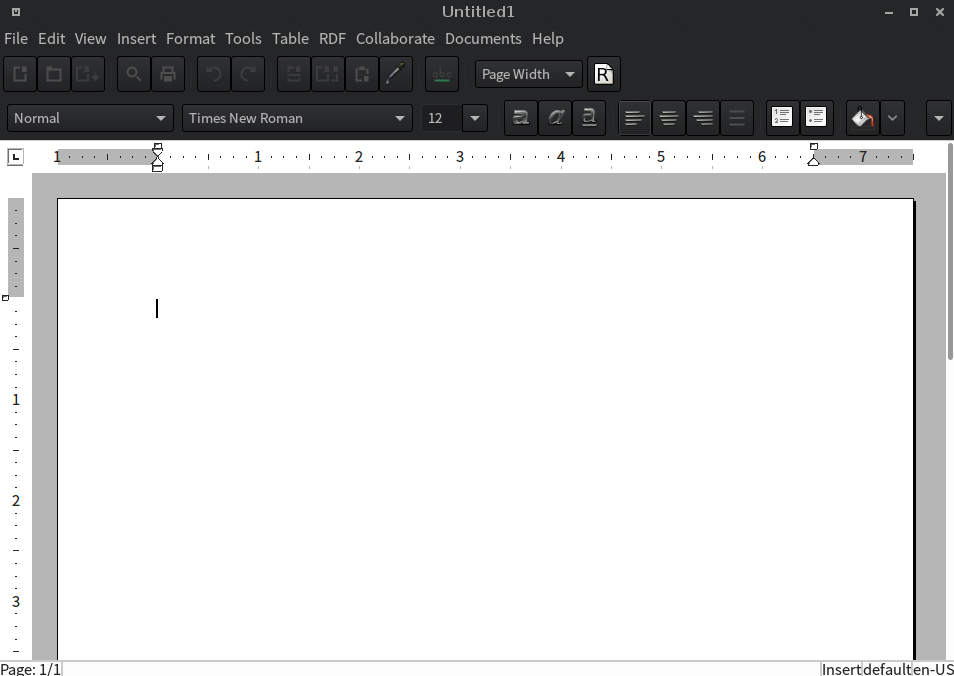 Untitled1
File Edit View Insert Format Tools Table RDF Collaborate Documents Help
abc Page Width R
Normal Times New Roman 12 a a a
L 1 1 2 3 4 5 6 7
1
2
3
Page: 1/1 Insert default en-US